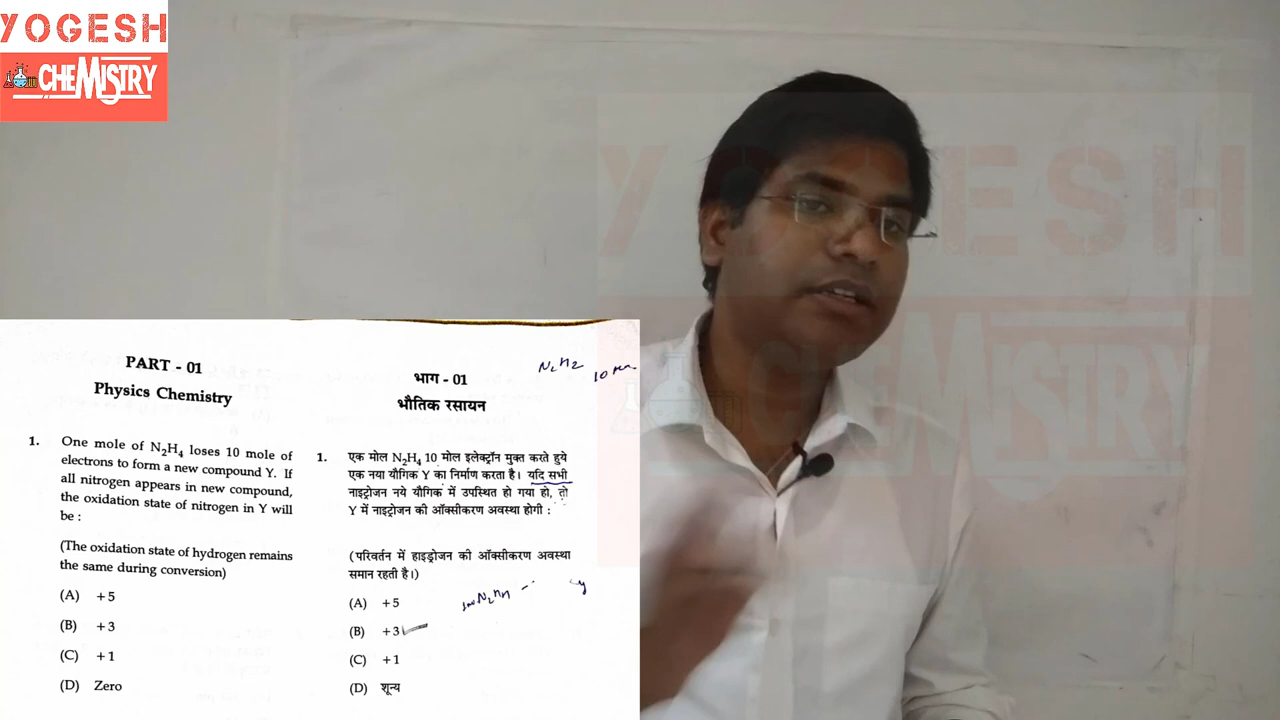 YOGESH
CHEMISTRY
YOGESH
CHEMISTRY
PART - 01
Physics Chemistry
1. One mole of N₂H₄ loses 10 mole of
electrons to form a new compound Y. If
all nitrogen appears in new compound,
the oxidation state of nitrogen in Y will
be :
(The oxidation state of hydrogen remains
the same during conversion)
(A) +5
(B) +3
(C) +1
(D) Zero
भाग - 01
भौतिक रसायन
1. एक मोल N₂H₄ 10 मोल इलेक्ट्रॉन मुक्त करते हुये
एक नया यौगिक Y का निर्माण करता है। यदि सभी
नाइट्रोजन नये यौगिक में उपस्थित हो गया हो, तो
Y में नाइट्रोजन की ऑक्सीकरण अवस्था होगी :
(परिवर्तन में हाइड्रोजन की ऑक्सीकरण अवस्था
समान रहती है।)
(A) +5
(B) +3
(C) +1
(D) शून्य